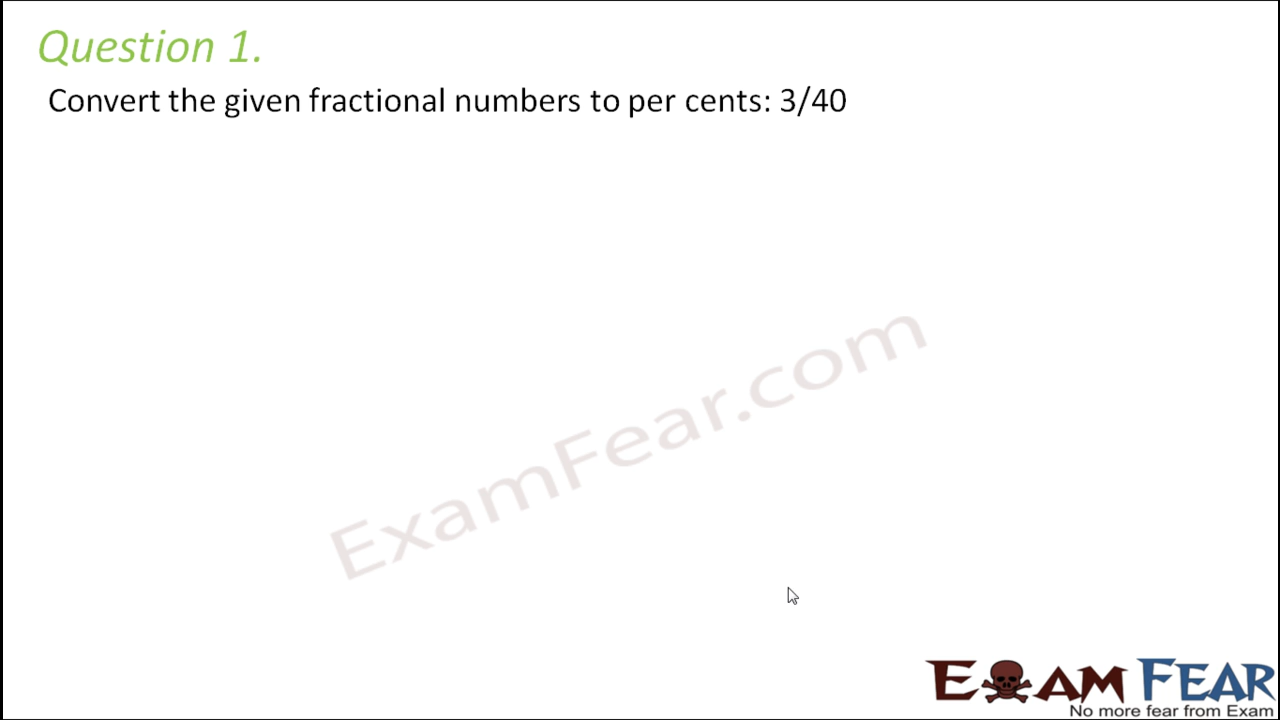 Question 1.
Convert the given fractional numbers to per cents: 3/40
ExamFear.com
EXAM FEAR
No more fear from Exam